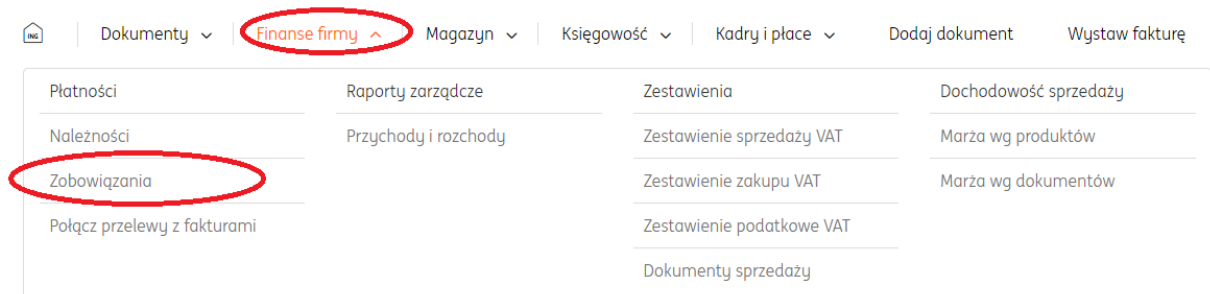 ING Dokumenty Finanse firmy Magazyn Księgowość Kadry i płace Dodaj dokument Wystaw fakturę
Płatności Raporty zarządcze Zestawienia Dochodowość sprzedaży
Należności Przychody i rozchody Zestawienie sprzedaży VAT Marża wg produktów
Zobowiązania Zestawienie zakupu VAT Marża wg dokumentów
Połącz przelewy z fakturami Zestawienie podatkowe VAT
Dokumenty sprzedaży